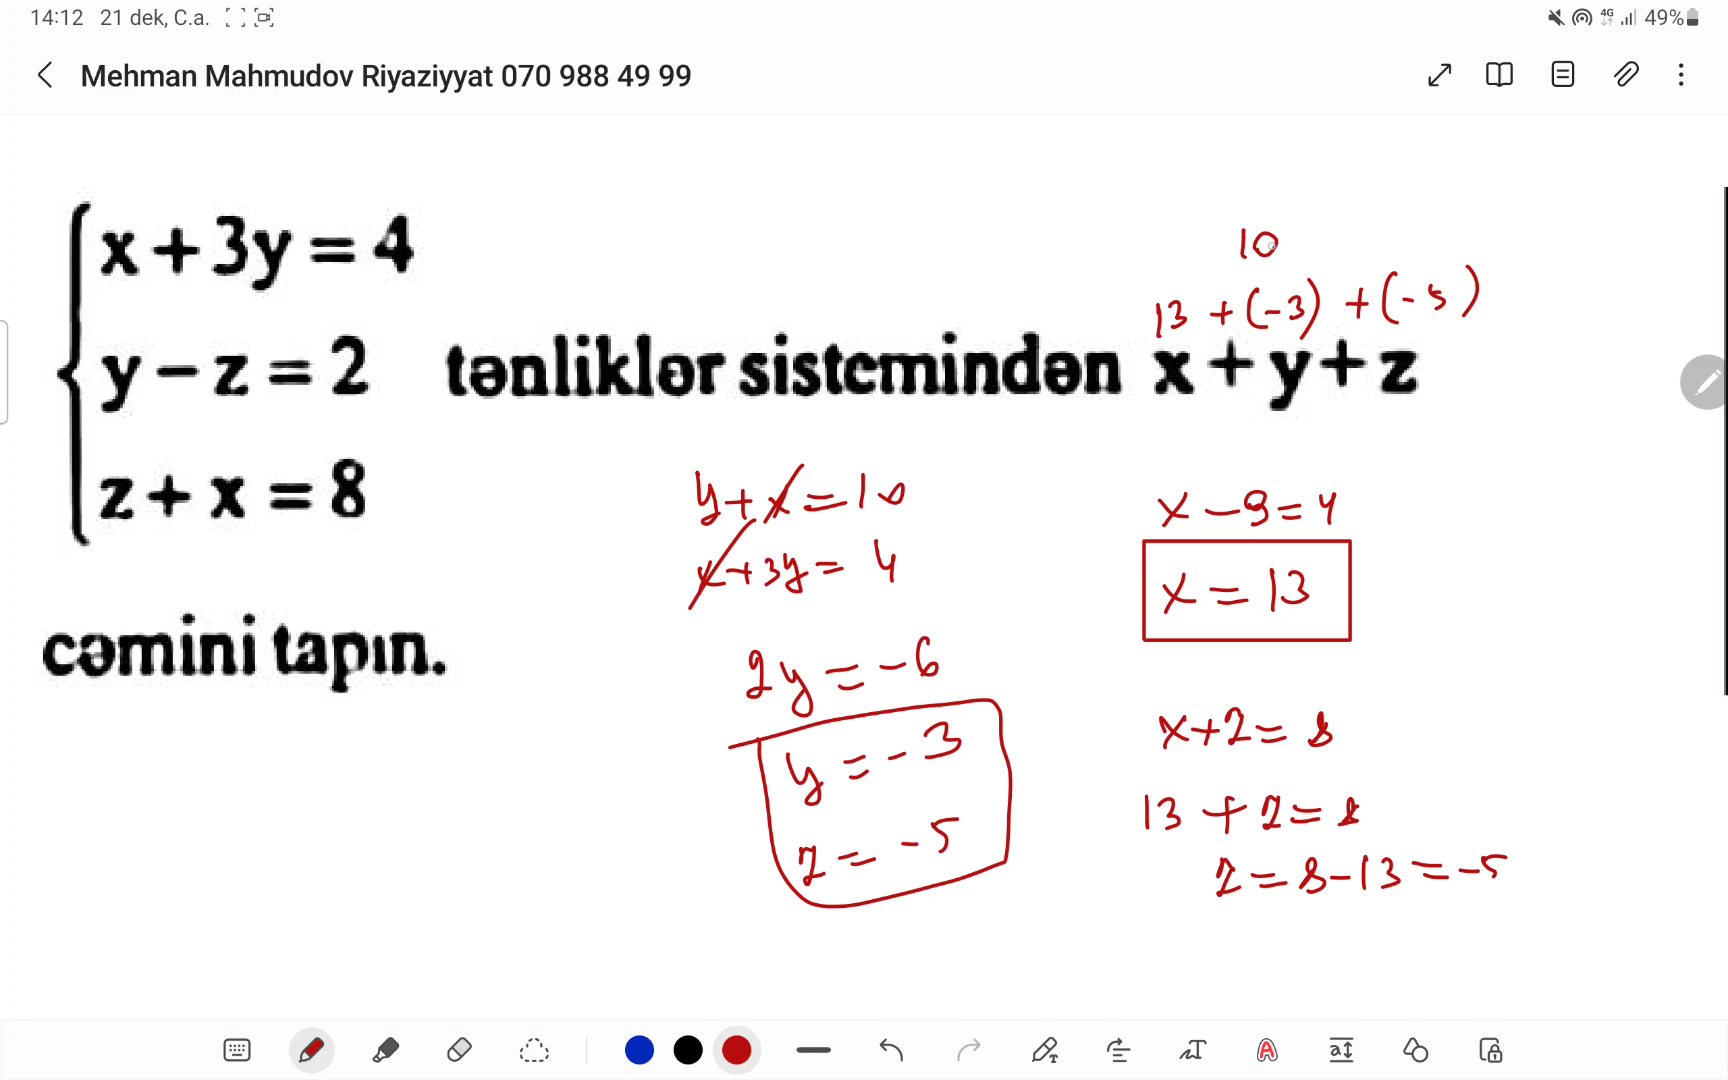 14:12 21 dek, C.a. 4G 49%
Mehman Mahmudov Riyaziyyat 070 988 49 99
x + 3y = 4
y - z = 2
z + x = 8
tənliklər sistemindən x + y + z
cəmini tapın.
10
13 + (-3) + (-5)
y + x = 10
x + 3y = 4
2y = -6
y = -3
z = -5
x - 9 = 4
x = 13
x + z = 8
13 + z = 8
z = 8 - 13 = -5